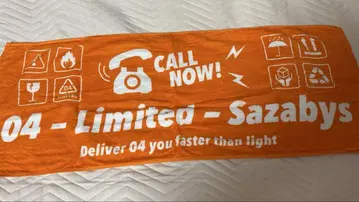 CALL
NOW!
04 – Limited – Sazabys
Deliver 04 you faster than light